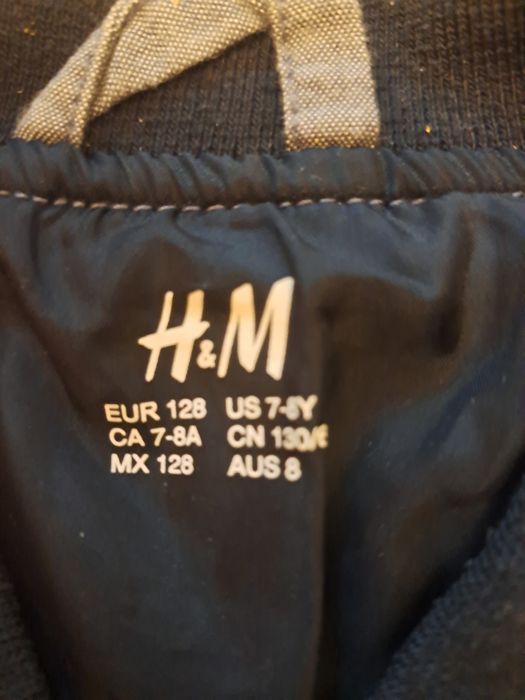 H&M
EUR 128 US 7-8Y
CA 7-8A CN 130/
MX 128 AUS 8